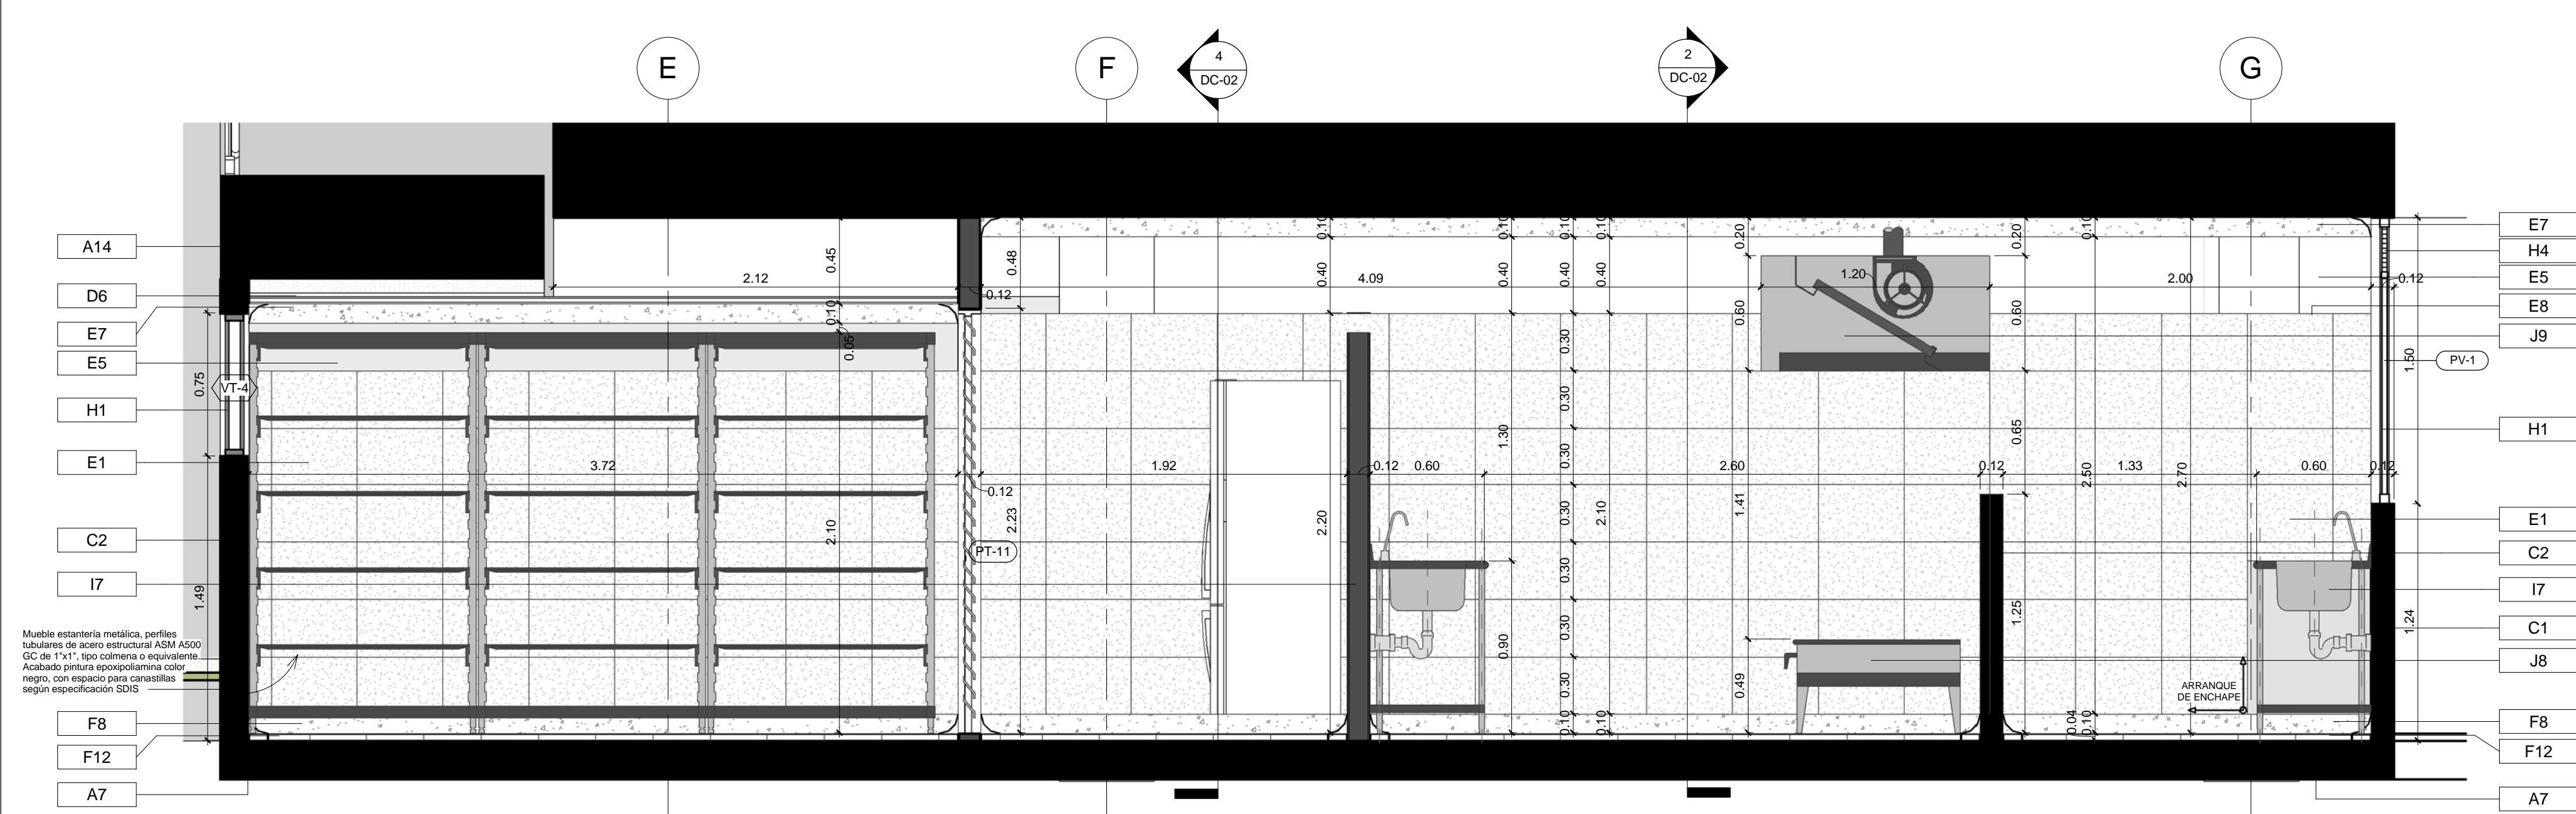 E
F
4
DC-02
2
DC-02
G
A14
D6
E7
E5
H1
E1
C2
I7
Mueble estantería metálica, perfiles
tubulares de acero estructural ASM A500
GC de 1"x1", tipo colmena o equivalente.
Acabado pintura epoxipoliamina color
negro, con espacio para canastillas
según especificación SDIS
F8
F12
A7
0.75
VT-4
1.49
2.12
0.45
0.10
0.05
3.72
2.10
0.12
0.48
0.12
2.23
PT-11
1.92
0.10
0.40
4.09
2.20
0.12
0.60
0.10
0.40
1.30
0.90
0.10
0.40
0.30
0.30
0.30
0.30
0.30
0.30
0.30
0.10
0.10
0.40
2.10
0.10
2.60
0.20
0.60
1.41
0.49
1.20
0.20
0.60
0.65
0.12
1.25
0.10
2.50
0.04
0.10
1.33
2.70
2.00
0.60
0.12
0.12
ARRANQUE
DE ENCHAPE
1.50
1.24
PV-1
E7
H4
E5
E8
J9
H1
E1
C2
I7
C1
J8
F8
F12
A7